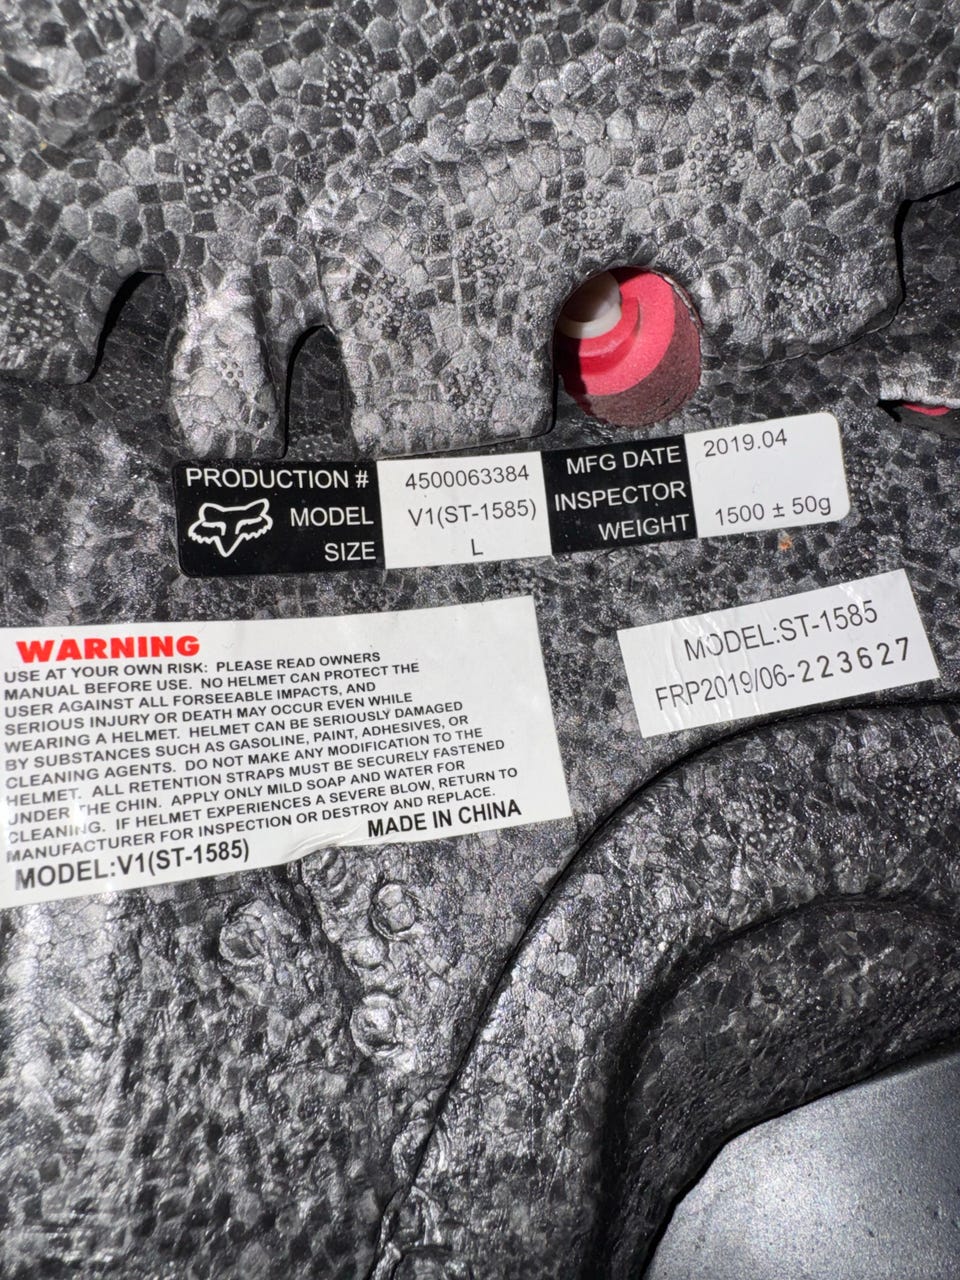 PRODUCTION # 4500063384 MFG DATE 2019.04
MODEL V1(ST-1585) INSPECTOR
SIZE L WEIGHT 1500 ± 50g
MODEL:ST-1585
FRP2019/06-223627
WARNING
USE AT YOUR OWN RISK: PLEASE READ OWNERS
MANUAL BEFORE USE. NO HELMET CAN PROTECT THE
USER AGAINST ALL FORSEEABLE IMPACTS, AND
SERIOUS INJURY OR DEATH MAY OCCUR EVEN WHILE
WEARING A HELMET. HELMET CAN BE SERIOUSLY DAMAGED
BY SUBSTANCES SUCH AS GASOLINE, PAINT, ADHESIVES, OR
CLEANING AGENTS. DO NOT MAKE ANY MODIFICATION TO THE
HELMET. ALL RETENTION STRAPS MUST BE SECURELY FASTENED
UNDER THE CHIN. APPLY ONLY MILD SOAP AND WATER FOR
CLEANING. IF HELMET EXPERIENCES A SEVERE BLOW, RETURN TO
MANUFACTURER FOR INSPECTION OR DESTROY AND REPLACE.
MODEL:V1(ST-1585) MADE IN CHINA